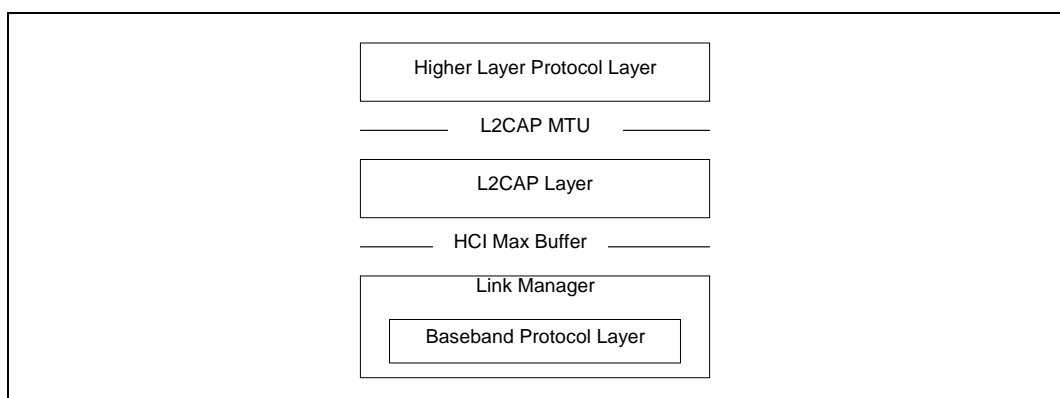 Higher Layer Protocol Layer
L2CAP MTU
L2CAP Layer
HCI Max Buffer
Link Manager
Baseband Protocol Layer